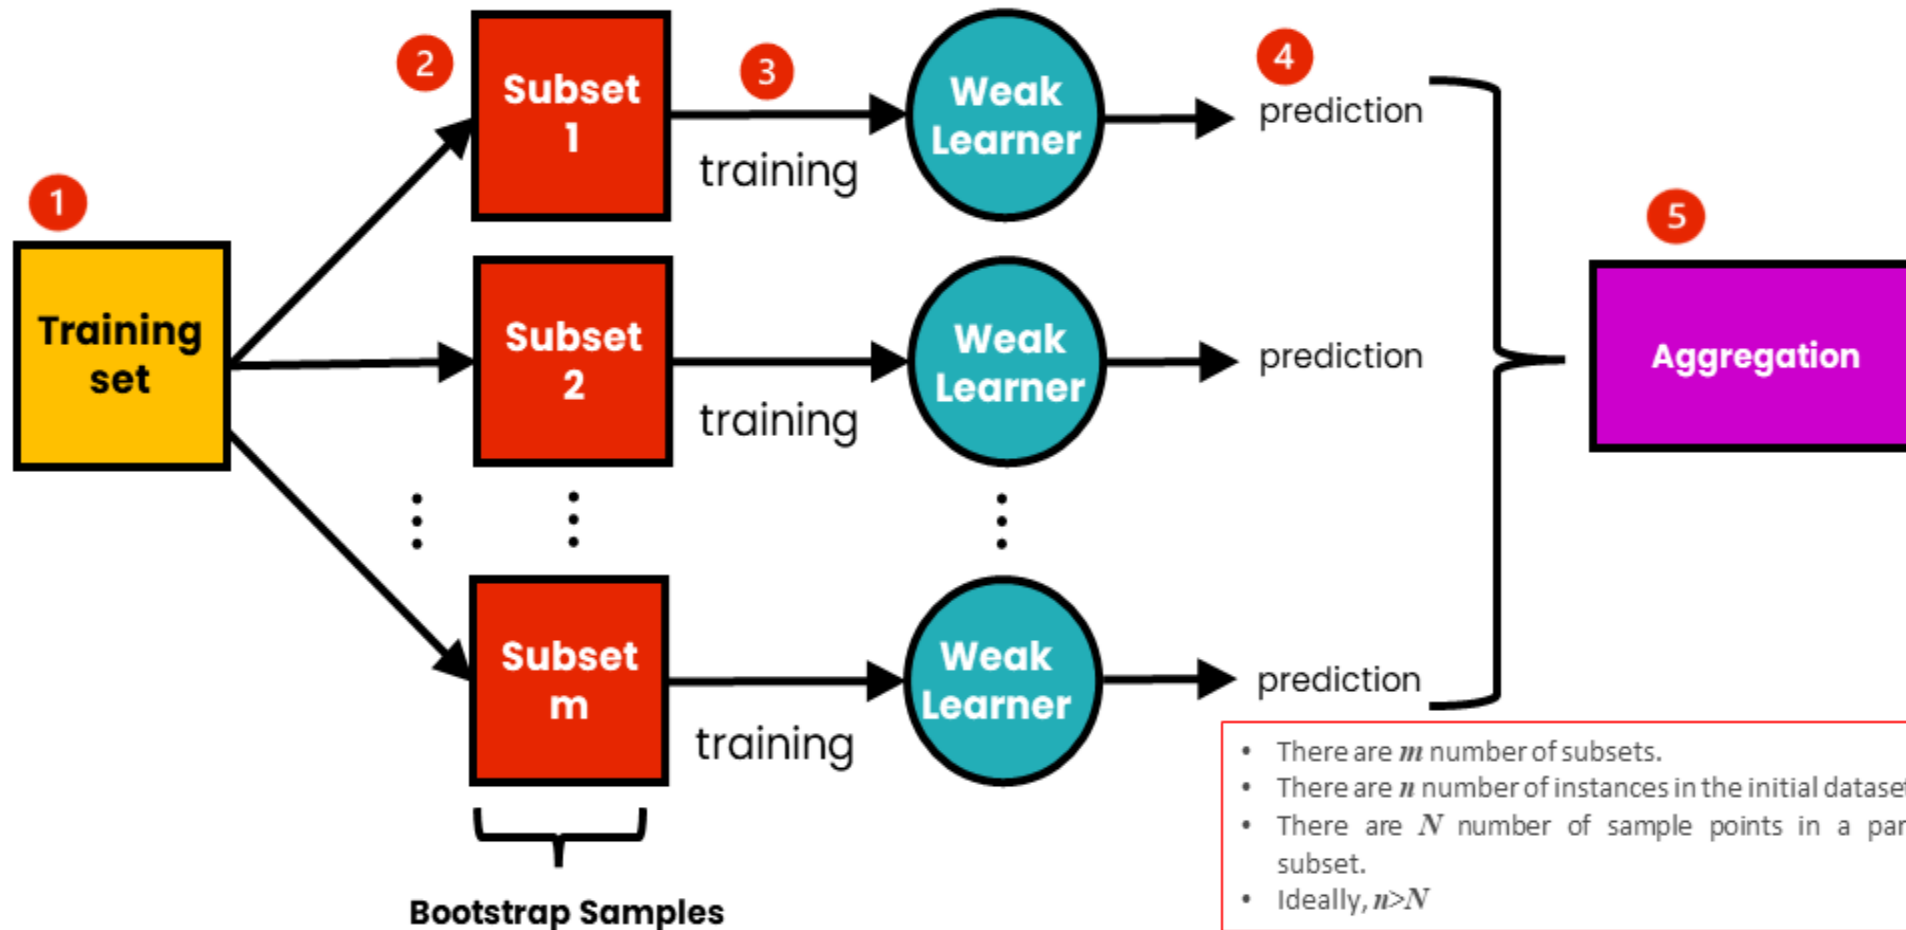 1
Training
set
2
Subset
1
3
training
Weak
Learner
4
prediction
Subset
2
training
Weak
Learner
prediction
Subset
m
training
Weak
Learner
prediction
Bootstrap Samples
5
Aggregation
• There are m number of subsets.
• There are n number of instances in the initial dataset
• There are N number of sample points in a par
subset.
• Ideally, n>N